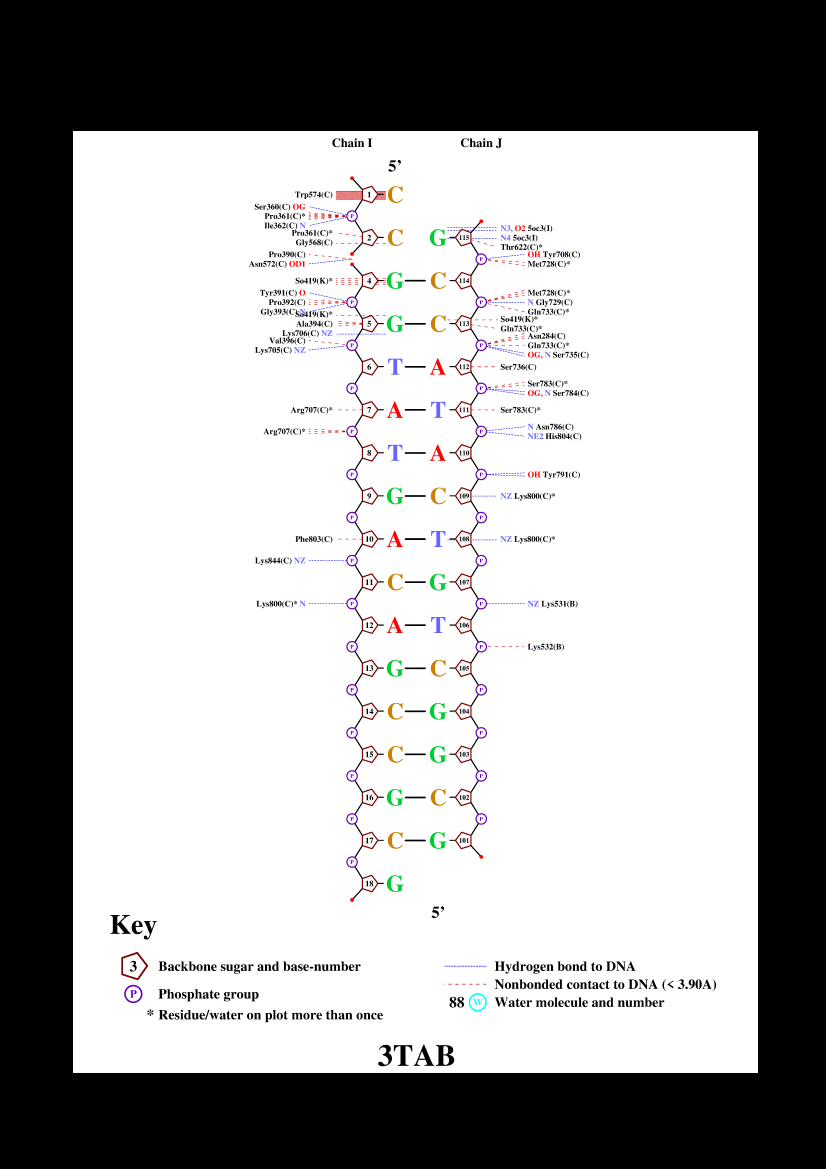 Chain I Chain J
5’
Trp574(C) 1 C
Ser360(C) OG
Pro361(C)* P
Ile362(C) N N3, O2 5oc3(I)
Pro361(C)* 2 C G 115 N4 5oc3(I)
Gly568(C) Thr622(C)*
Pro390(C) OH Tyr708(C)
Asn572(C) OD1 P Met728(C)*
So419(K)* 4 G C 114
Tyr391(C) O Met728(C)*
Pro392(C) P P N Gly729(C)
Gly393(C) N Gln733(C)*
So419(K)* So419(K)*
Ala394(C) 5 G C 113 Gln733(C)*
Lys706(C) NZ Asn284(C)
Val396(C) P P Gln733(C)*
Lys705(C) NZ OG, N Ser735(C)
6 T A 112 Ser736(C)
P P Ser783(C)*
OG, N Ser784(C)
Arg707(C)* 7 A T 111 Ser783(C)*
Arg707(C)* P P N Asn786(C)
NE2 His804(C)
8 T A 110
P P OH Tyr791(C)
9 G C 109 NZ Lys800(C)*
P P
Phe803(C) 10 A T 108 NZ Lys800(C)*
Lys844(C) NZ P P
11 C G 107
Lys800(C)* N P P NZ Lys531(B)
12 A T 106
P P Lys532(B)
13 G C 105
P P
14 C G 104
P P
15 C G 103
P P
16 G C 102
P P
17 C G 101
P
18 G
5’
Key
3 Backbone sugar and base-number
P Phosphate group
* Residue/water on plot more than once
Hydrogen bond to DNA
Nonbonded contact to DNA (< 3.90A)
88 W Water molecule and number
3TAB